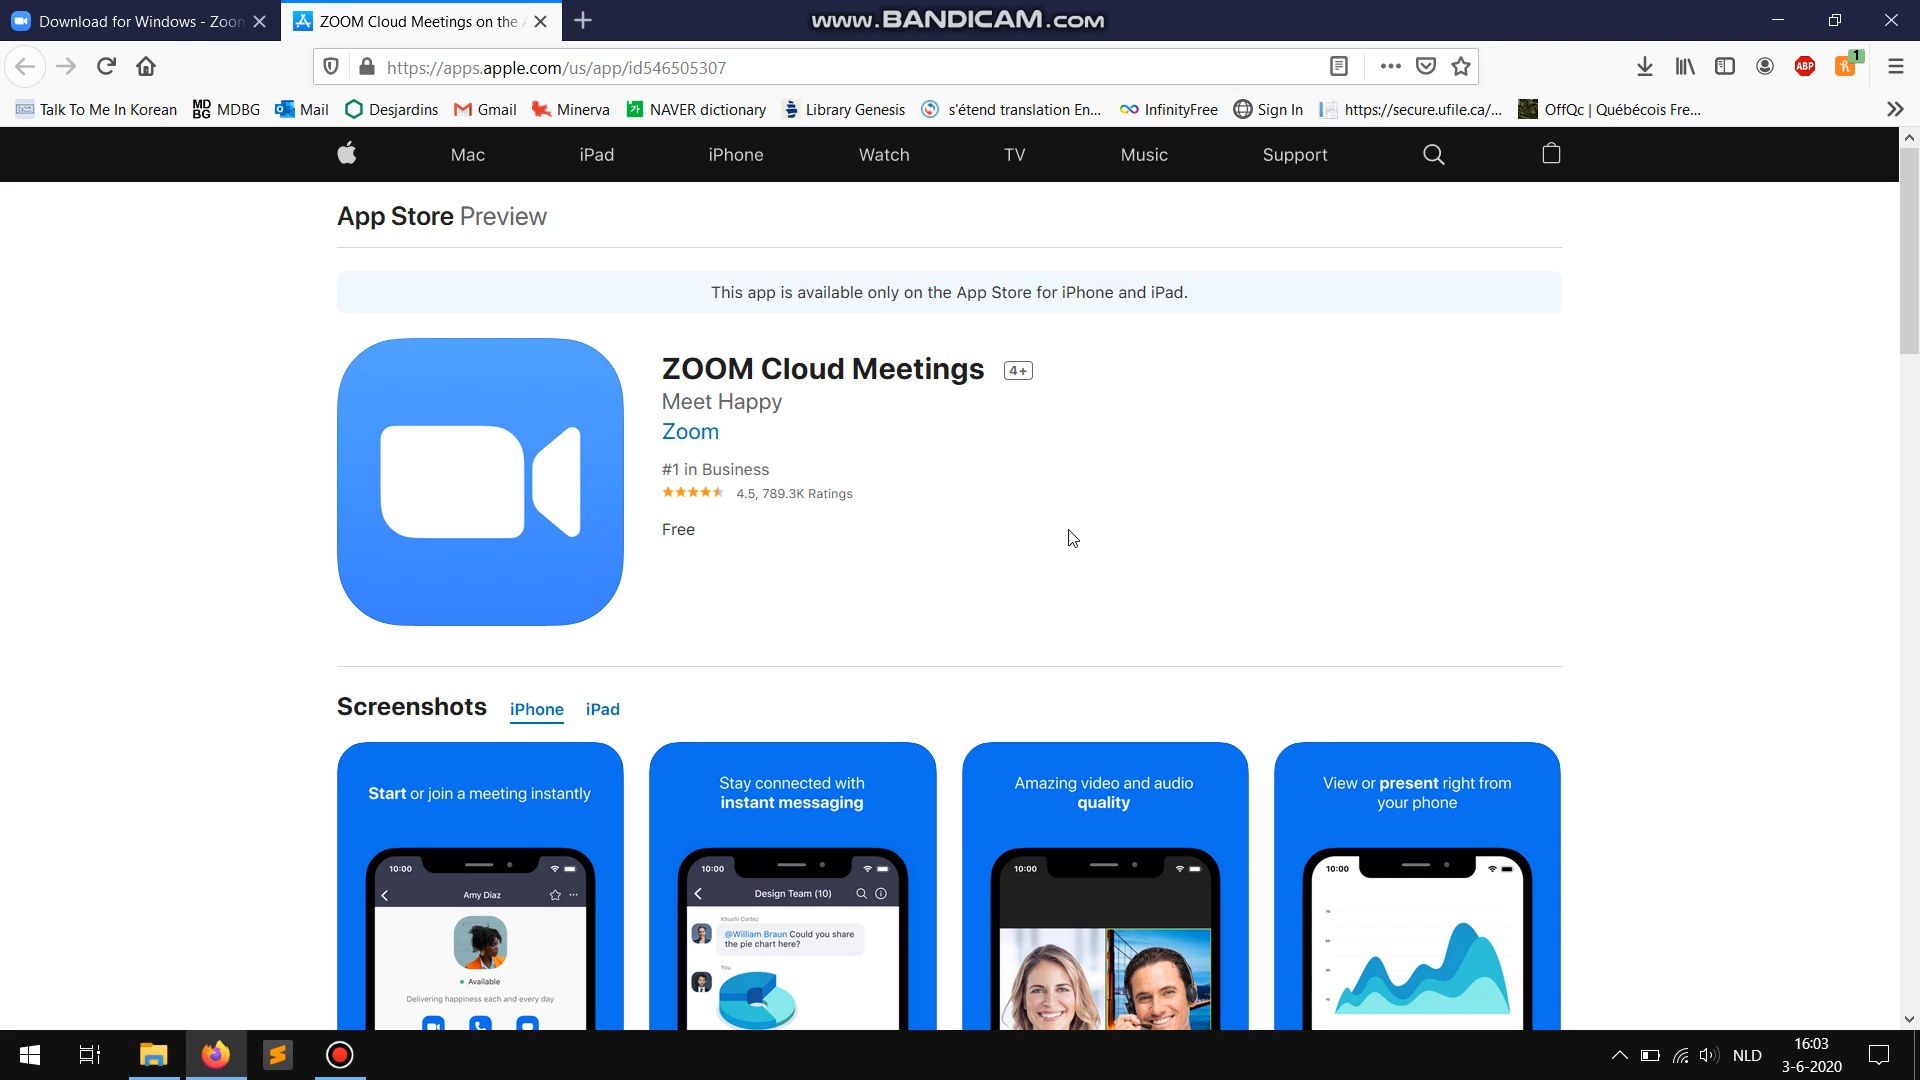 Download for Windows - Zoom
ZOOM Cloud Meetings on the
www.BANDICAM.com
https://apps.apple.com/us/app/id546505307
ABP
1
Talk To Me In Korean
MDBG
Mail
Desjardins
Gmail
Minerva
NAVER dictionary
Library Genesis
s'étend translation En...
InfinityFree
Sign In
https://secure.ufile.ca/...
OffQc | Québécois Fre...
Mac
iPad
iPhone
Watch
TV
Music
Support
App Store Preview
This app is available only on the App Store for iPhone and iPad.
ZOOM Cloud Meetings 4+
Meet Happy
Zoom
#1 in Business
4.5, 789.3K Ratings
Free
Screenshots iPhone iPad
Start or join a meeting instantly
10:00
Amy Diaz
Available
Delivering happiness each and every day
Stay connected with
instant messaging
10:00
Design Team (10)
Khushi Cortez
@William Braun Could you share
the pie chart here?
You
Amazing video and audio
quality
10:00
View or present right from
your phone
10:00
NLD
16:03
3-6-2020